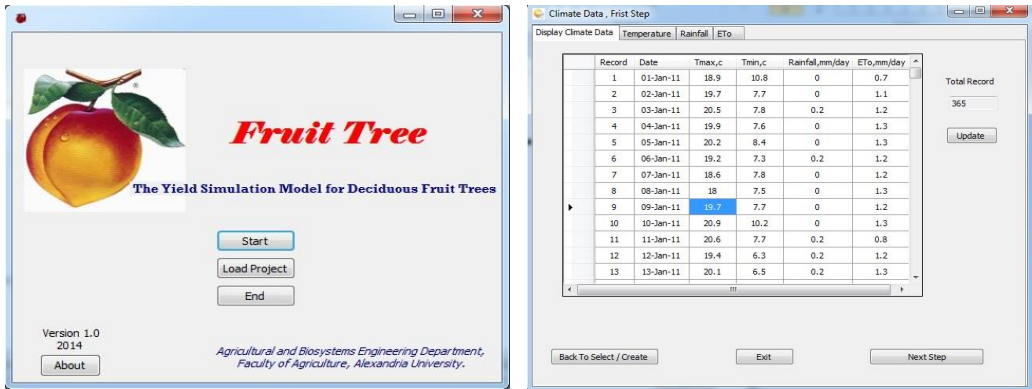 Fruit Tree
The Yield Simulation Model for Deciduous Fruit Trees
Start
Load Project
End
Version 1.0
2014
About
Agricultural and Biosystems Engineering Department,
Faculty of Agriculture, Alexandria University.
Climate Data , Frist Step
Display Climate Data Temperature Rainfall ETo
Record Date Tmax,c Tmin,c Rainfall,mm/day ETo,mm/day
1 01-Jan-11 18.9 10.8 0 0.7
2 02-Jan-11 19.7 7.7 0 1.1
3 03-Jan-11 20.5 7.8 0.2 1.2
4 04-Jan-11 19.9 7.6 0 1.3
5 05-Jan-11 20.2 8.4 0 1.3
6 06-Jan-11 19.2 7.3 0.2 1.2
7 07-Jan-11 18.6 7.8 0 1.2
8 08-Jan-11 18 7.5 0 1.3
9 09-Jan-11 19.7 7.7 0 1.2
10 10-Jan-11 20.9 10.2 0 1.3
11 11-Jan-11 20.6 7.7 0.2 0.8
12 12-Jan-11 19.4 6.3 0.2 1.2
13 13-Jan-11 20.1 6.5 0.2 1.3
Total Record
365
Update
Back To Select / Create Exit Next Step